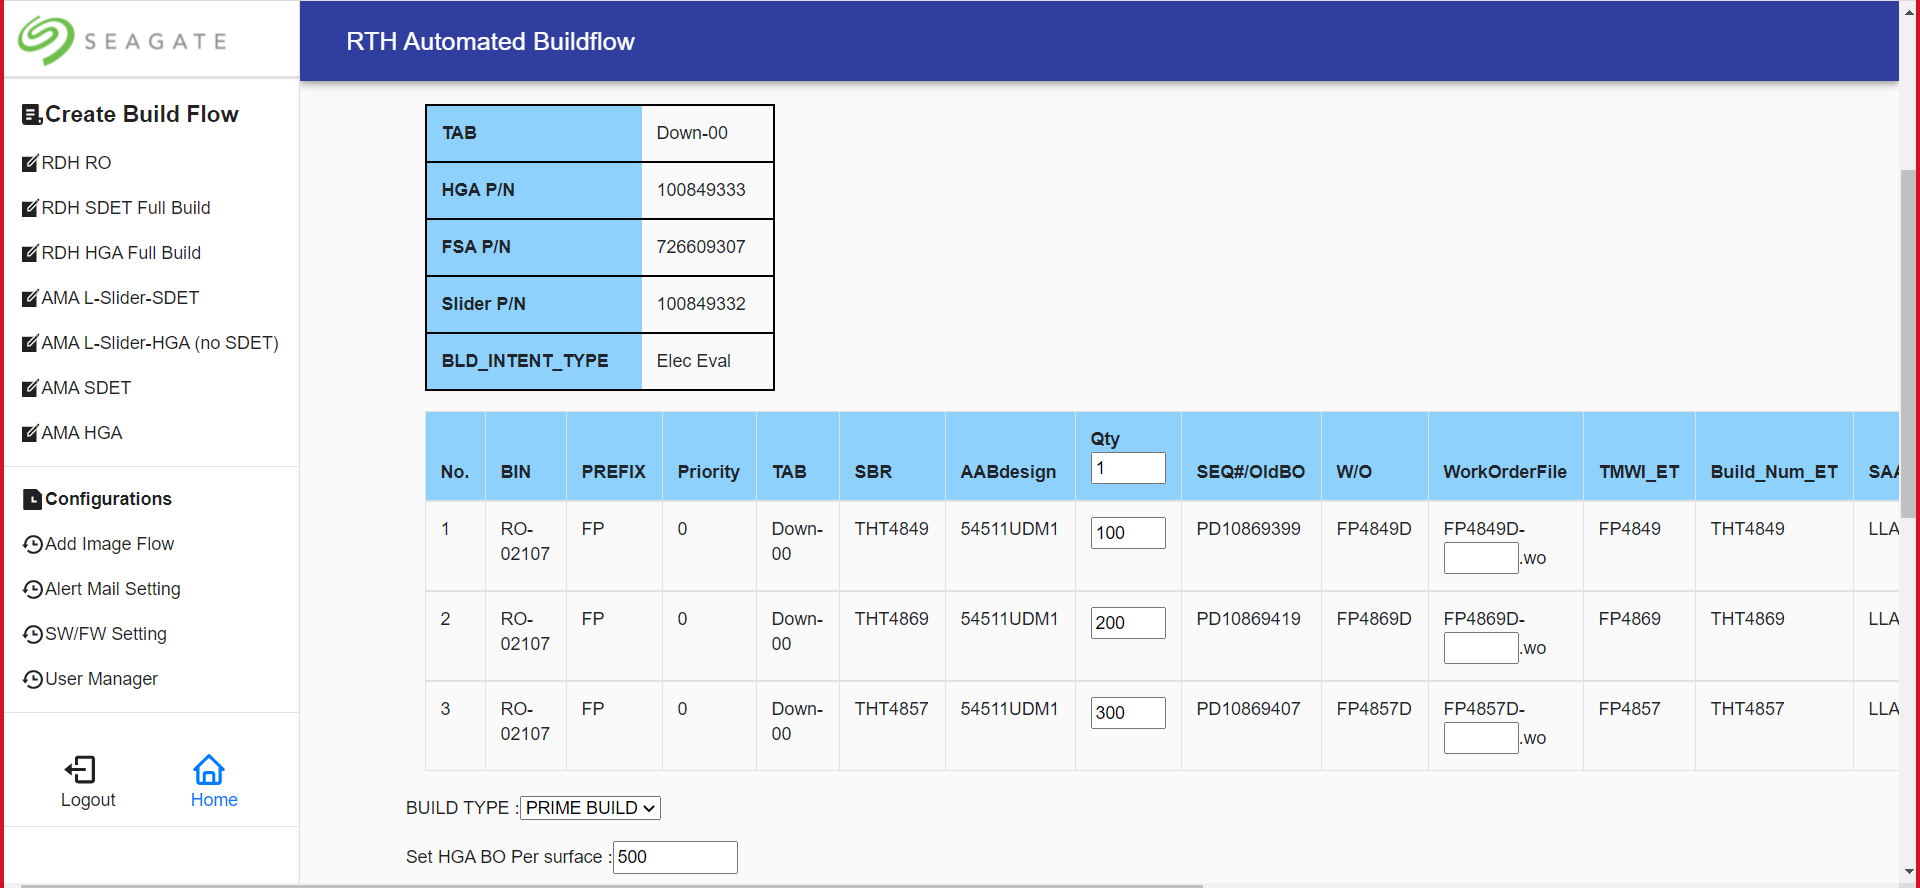 SEAGATE
RTH Automated Buildflow
Create Build Flow
RDH RO
RDH SDET Full Build
RDH HGA Full Build
AMA L-Slider-SDET
AMA L-Slider-HGA (no SDET)
AMA SDET
AMA HGA
Configurations
Add Image Flow
Alert Mail Setting
SW/FW Setting
User Manager
Logout Home
TAB Down-00
HGA P/N 100849333
FSA P/N 726609307
Slider P/N 100849332
BLD_INTENT_TYPE Elec Eval
Qty
No. BIN PREFIX Priority TAB SBR AABdesign 1 SEQ#/OldBO W/O WorkOrderFile TMWI_ET Build_Num_ET SAA
1 RO- FP 0 Down- THT4849 54511UDM1 100 PD10869399 FP4849D FP4849D- FP4849 THT4849 LLA
02107 00 .wo
2 RO- FP 0 Down- THT4869 54511UDM1 200 PD10869419 FP4869D FP4869D- FP4869 THT4869 LLA
02107 00 .wo
3 RO- FP 0 Down- THT4857 54511UDM1 300 PD10869407 FP4857D FP4857D- FP4857 THT4857 LLA
02107 00 .wo
BUILD TYPE : PRIME BUILD
Set HGA BO Per surface : 500